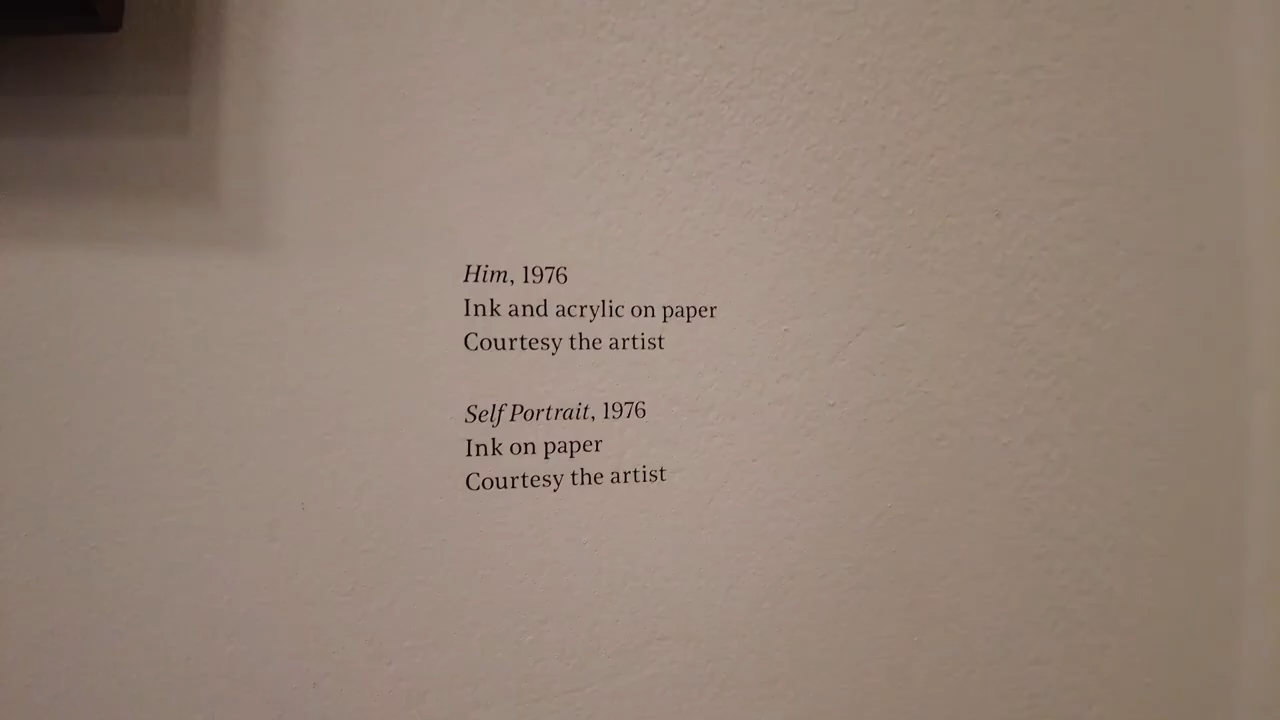 Him, 1976
Ink and acrylic on paper
Courtesy the artist
Self Portrait, 1976
Ink on paper
Courtesy the artist